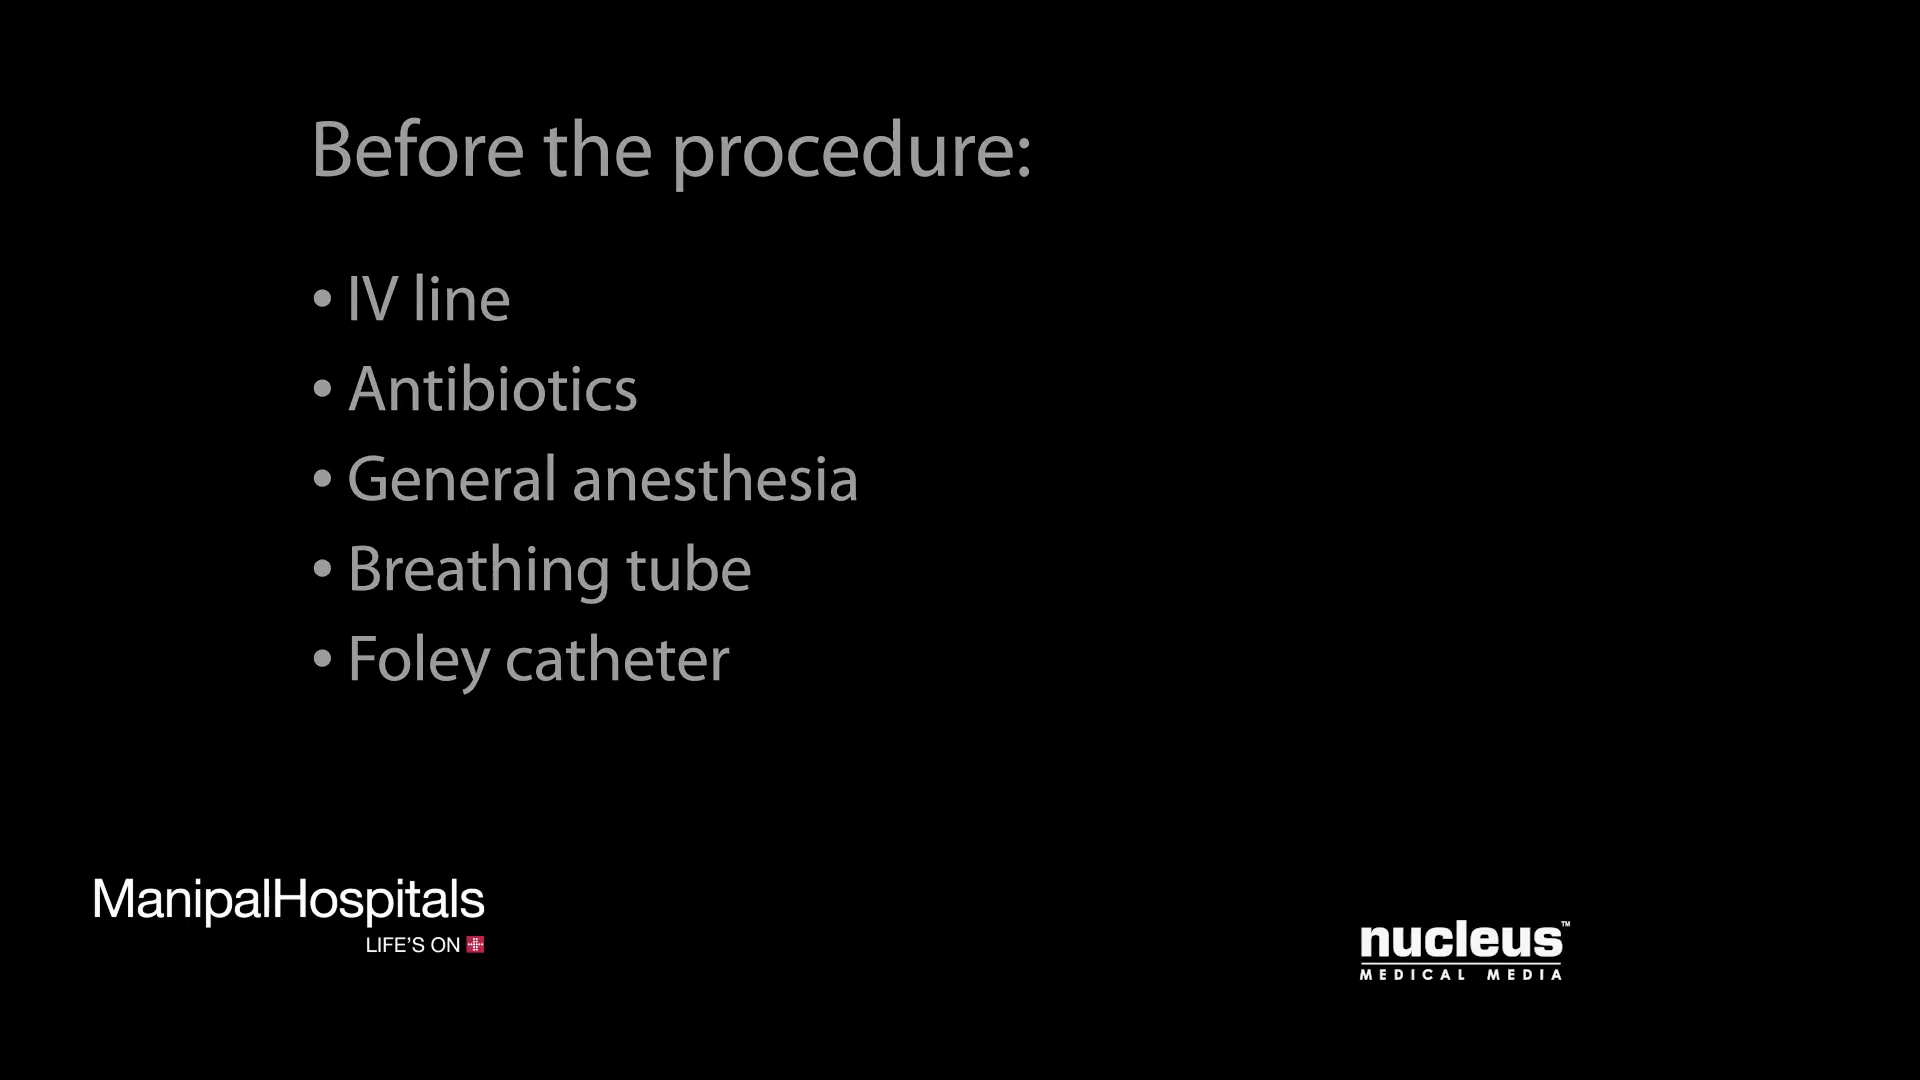 Before the procedure:
• IV line
• Antibiotics
• General anesthesia
• Breathing tube
• Foley catheter
ManipalHospitals
LIFE'S ON
nucleus™
MEDICAL MEDIA